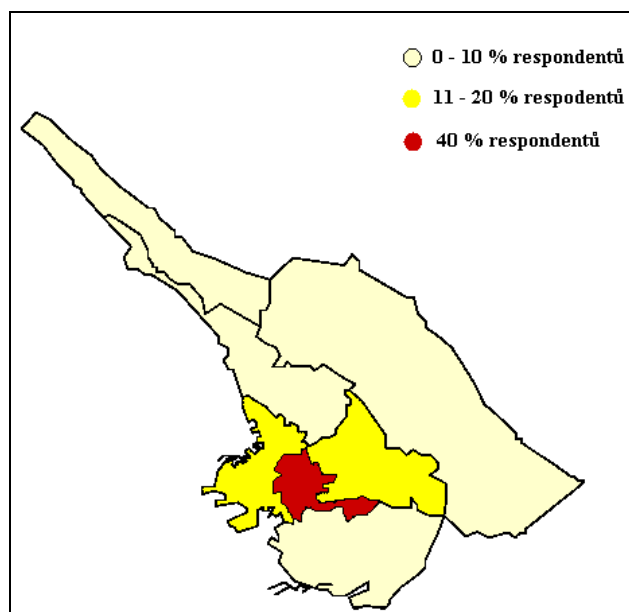 0 - 10 % respondentů
11 - 20 % respodentů
40 % respondentů